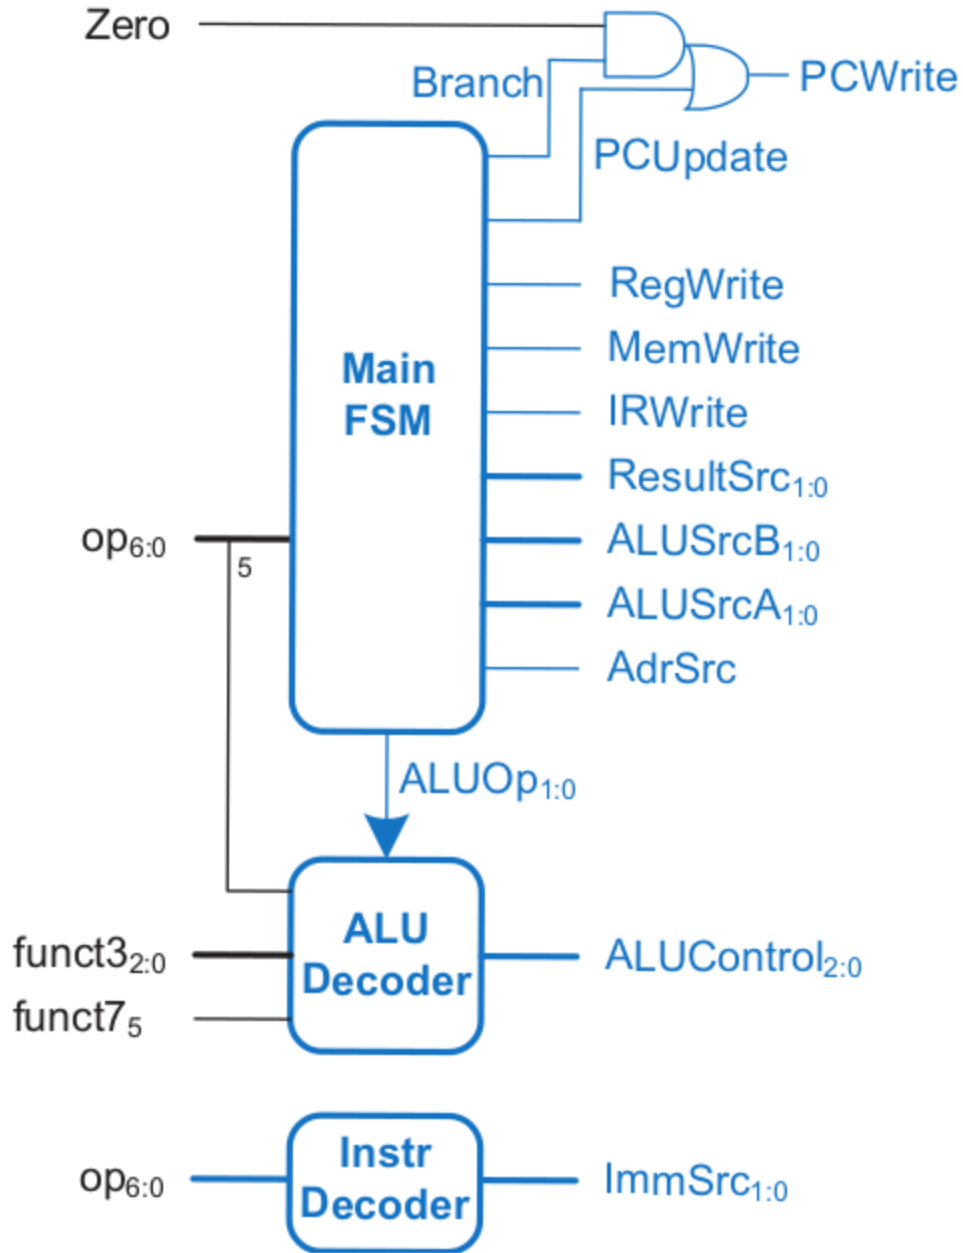 Zero
Branch
PCWrite
PCUpdate
RegWrite
MemWrite
Main
FSM
IRWrite
ResultSrc1:0
op6:0
5
ALUSrcB1:0
ALUSrcA1:0
AdrSrc
ALUOp1:0
funct32:0
funct75
ALU
Decoder
ALUControl2:0
op6:0
Instr
Decoder
ImmSrc1:0